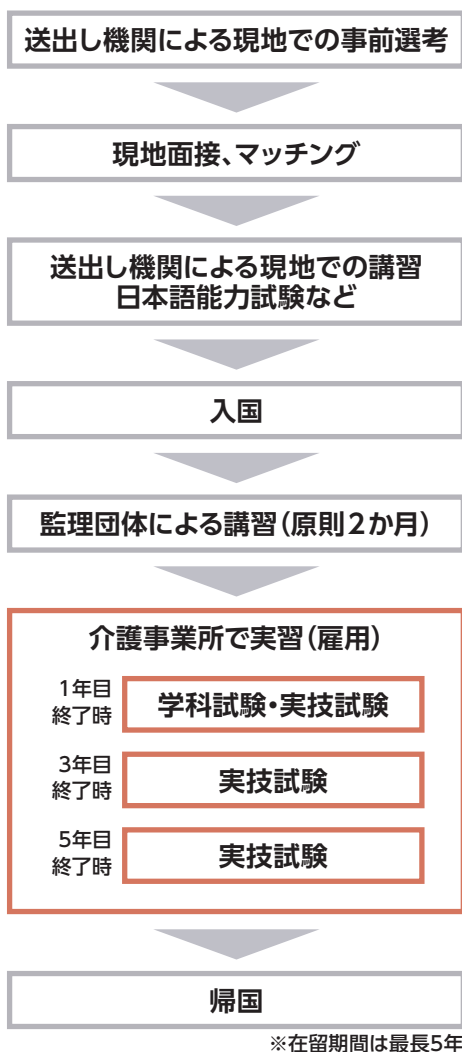 送出し機関による現地での事前選考
現地面接、マッチング
送出し機関による現地での講習
日本語能力試験など
入国
監理団体による講習（原則2か月）
介護事業所で実習（雇用）
1年目
終了時
学科試験・実技試験
3年目
終了時
実技試験
5年目
終了時
実技試験
帰国
※在留期間は最長5年